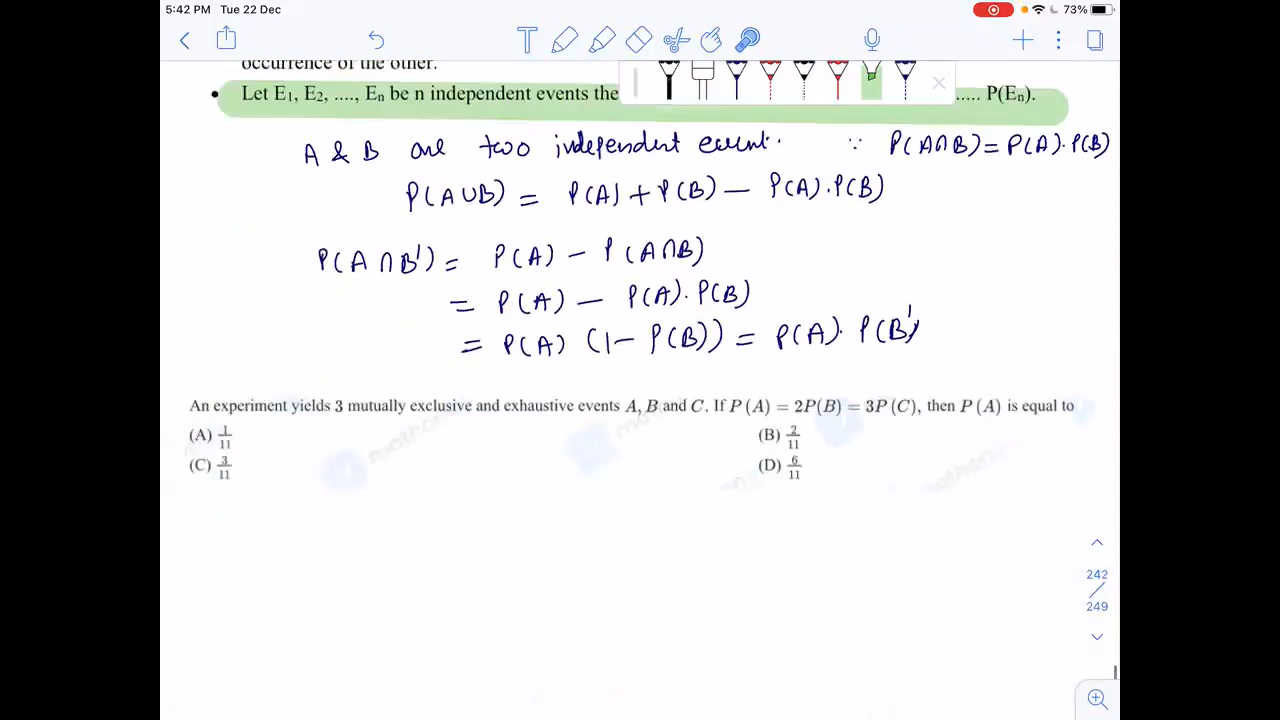 5:42 PM Tue 22 Dec 73%
occurrence of the other.
• Let E₁, E₂, ...., Eₙ be n independent events the ..... P(Eₙ).
A & B are two independent event. ∵ P(A∩B) = P(A)·P(B)
P(A∪B) = P(A) + P(B) − P(A)·P(B)
P(A∩B') = P(A) − P(A∩B)
= P(A) − P(A)·P(B)
= P(A) (1 − P(B)) = P(A)· P(B')
An experiment yields 3 mutually exclusive and exhaustive events A, B and C. If P (A) = 2P(B) = 3P (C), then P (A) is equal to
(A) 1/11 (B) 2/11
(C) 3/11 (D) 6/11
242
249